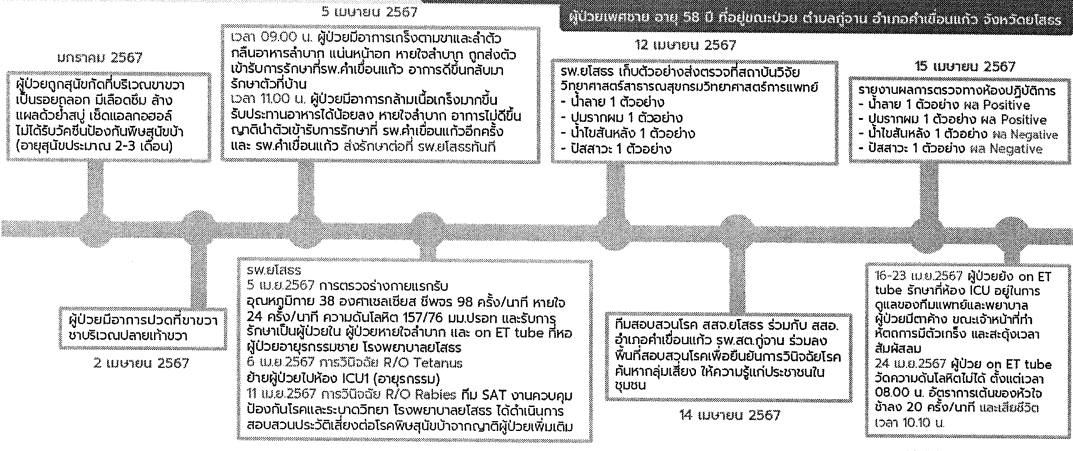 ผู้ป่วยเพศชาย อายุ 58 ปี ที่อยู่ขณะป่วย ตำบลกู่จาน อำเภอคำเขื่อนแก้ว จังหวัดยโสธร
มกราคม 2567
ผู้ป่วยถูกสุนัขกัดที่บริเวณขาขวา
เป็นรอยถลอก มีเลือดซึม ล้าง
แผลด้วยน้ำสบู่ เช็ดแอลกอฮอล์
ไม่ได้รับวัคซีนป้องกันพิษสุนัขบ้า
(อายุสุนัขประมาณ 2-3 เดือน)
ผู้ป่วยมีอาการปวดที่ขาขวา
ชาบริเวณปลายเท้าขวา
2 เมษายน 2567
5 เมษายน 2567
เวลา 09.00 น. ผู้ป่วยมีอาการเกร็งตามขาและลำตัว
กลืนอาหารลำบาก แน่นหน้าอก หายใจลำบาก ถูกส่งตัว
เข้ารับการรักษาที่รพ.คำเขื่อนแก้ว อาการดีขึ้นกลับมา
รักษาตัวที่บ้าน
เวลา 11.00 น. ผู้ป่วยมีอาการกล้ามเนื้อเกร็งมากขึ้น
รับประทานอาหารได้น้อยลง หายใจลำบาก อาการไม่ดีขึ้น
ญาตินำตัวเข้ารับการรักษาที่ รพ.คำเขื่อนแก้วอีกครั้ง
และ รพ.คำเขื่อนแก้ว ส่งรักษาต่อที่ รพ.ยโสธรทันที
รพ.ยโสธร
5 เม.ย.2567 การตรวจร่างกายแรกรับ
อุณหภูมิกาย 38 องศาเซลเซียส ชีพจร 98 ครั้ง/นาที หายใจ
24 ครั้ง/นาที ความดันโลหิต 157/76 มม.ปรอท และรับการ
รักษาเป็นผู้ป่วยใน ผู้ป่วยหายใจลำบาก และ on ET tube ที่หอ
ผู้ป่วยอายุรกรรมชาย โรงพยาบาลยโสธร
6 เม.ย.2567 การวินิจฉัย R/O Tetanus
ย้ายผู้ป่วยไปห้อง ICU1 (อายุรกรรม)
11 เม.ย.2567 การวินิจฉัย R/O Rabies ทีม SAT งานควบคุม
ป้องกันโรคและระบาดวิทยา โรงพยาบาลยโสธร ได้ดำเนินการ
สอบสวนประวัติเสี่ยงต่อโรคพิษสุนัขบ้าจากญาติผู้ป่วยเพิ่มเติม
12 เมษายน 2567
รพ.ยโสธร เก็บตัวอย่างส่งตรวจที่สถาบันวิจัย
วิทยาศาสตร์สาธารณสุขกรมวิทยาศาสตร์การแพทย์
- น้ำลาย 1 ตัวอย่าง
- ปมรากผม 1 ตัวอย่าง
- น้ำไขสันหลัง 1 ตัวอย่าง
- ปัสสาวะ 1 ตัวอย่าง
ทีมสอบสวนโรค สสจ.ยโสธร ร่วมกับ สสอ.
อำเภอคำเขื่อนแก้ว รพ.สต.กู่จาน ร่วมลง
พื้นที่สอบสวนโรคเพื่อยืนยันการวินิจฉัยโรค
ค้นหากลุ่มเสี่ยง ให้ความรู้แก่ประชาชนใน
ชุมชน
14 เมษายน 2567
15 เมษายน 2567
รายงานผลการตรวจทางห้องปฏิบัติการ
- น้ำลาย 1 ตัวอย่าง ผล Positive
- ปมรากผม 1 ตัวอย่าง ผล Positive
- น้ำไขสันหลัง 1 ตัวอย่าง ผล Negative
- ปัสสาวะ 1 ตัวอย่าง ผล Negative
16-23 เม.ย.2567 ผู้ป่วยยัง on ET
tube รักษาที่ห้อง ICU อยู่ในการ
ดูแลของทีมแพทย์และพยาบาล
ผู้ป่วยมีตาค้าง ขณะเจ้าหน้าที่ทำ
หัตถการมีตัวเกร็ง และสะดุ้งเวลา
สัมผัสลม
24 เม.ย.2567 ผู้ป่วย on ET tube
วัดความดันโลหิตไม่ได้ ตั้งแต่เวลา
08.00 น. อัตราการเต้นของหัวใจ
ช้าลง 20 ครั้ง/นาที และเสียชีวิต
เวลา 10.10 น.